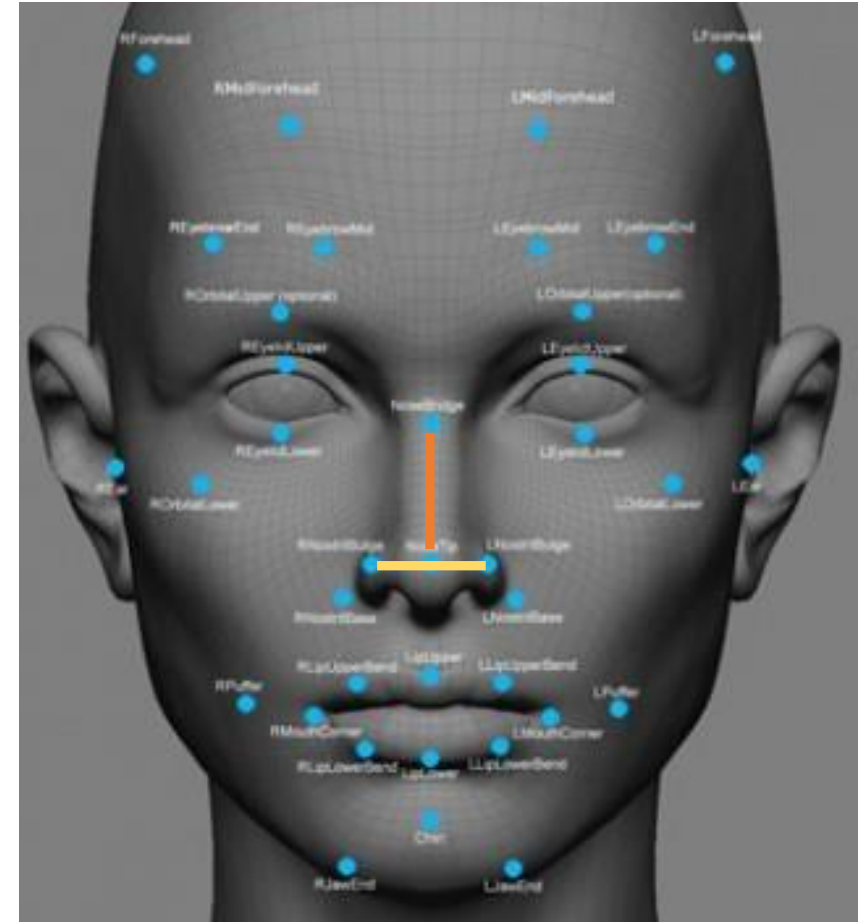 RForehead
LForehead
RMidForehead
LMidForehead
REyebrowEnd
REyebrowMid
LEyebrowMid
LEyebrowEnd
ROrbitalUpper (optional)
LOrbitalUpper(optional)
REyelidUpper
LEyelidUpper
NoseBridge
REyelidLower
LEyelidLower
REar
LEar
ROrbitalLower
LOrbitalLower
RNostrilBulge
NoseTip
LNostrilBulge
RNostrilBase
LNostrilBase
LipUpper
RLipUpperBend
LLipUpperBend
RPuffer
LPuffer
RMouthCorner
LMouthCorner
RLipLowerBend
LipLower
LLipLowerBend
Chin
RJawEnd
LJawEnd